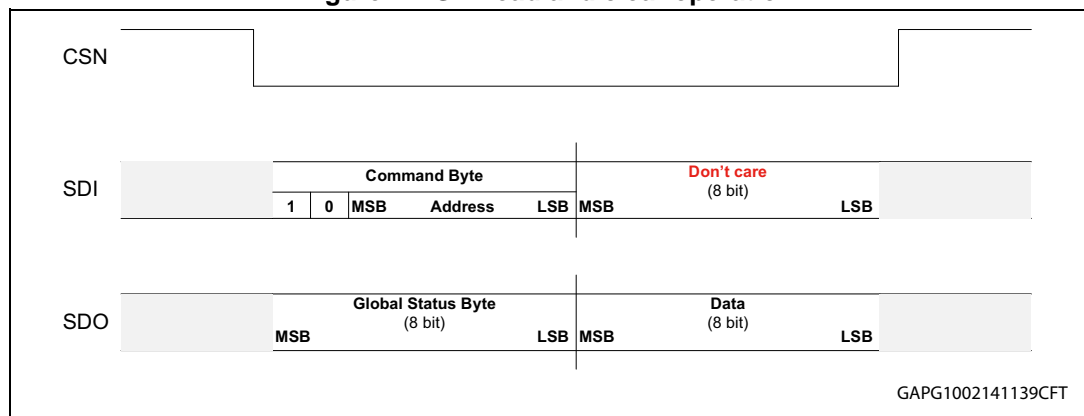 CSN
SDI
Command Byte
1 0 MSB Address LSB
Don't care
(8 bit)
MSB LSB
SDO
Global Status Byte
(8 bit)
MSB LSB
Data
(8 bit)
MSB LSB
GAPG1002141139CFT